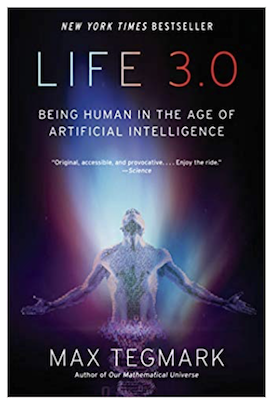 NEW YORK TIMES BESTSELLER
LIFE 3.0
BEING HUMAN IN THE AGE OF
ARTIFICIAL INTELLIGENCE
"Original, accessible, and provocative. . . . Enjoy the ride."
—Science
MAX TEGMARK
Author of Our Mathematical Universe